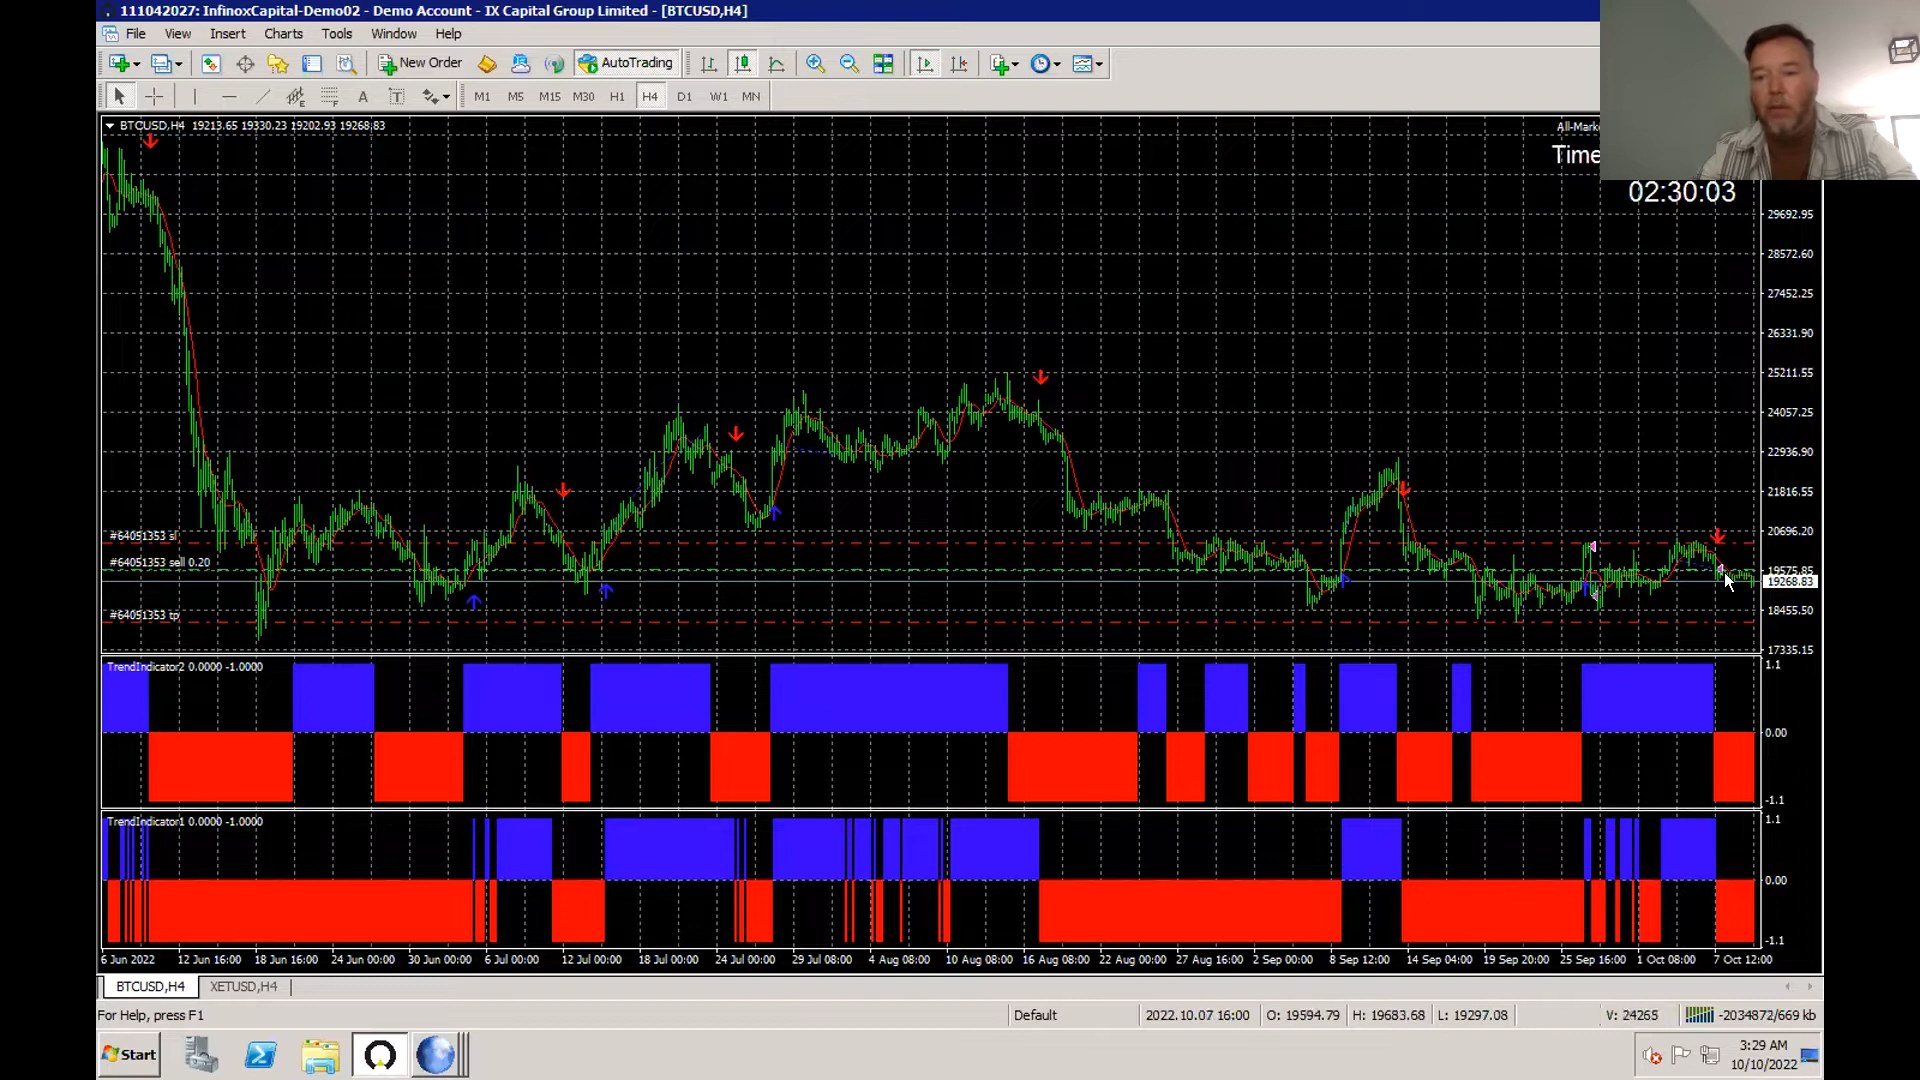 111042027: InfinoxCapital-Demo02 - Demo Account - IX Capital Group Limited - [BTCUSD,H4]
File View Insert Charts Tools Window Help
New Order AutoTrading
A T M1 M5 M15 M30 H1 H4 D1 W1 MN
BTCUSD,H4 19213.65 19330.23 19202.93 19268.83
All-Mark
Time
02:30:03
29692.95
28572.60
27452.25
26331.90
25211.55
24057.25
22936.90
21816.55
20696.20
#64051353 sl
#64051353 sell 0.20
19575.85
19268.83
#64051353 tp
18455.50
17335.15
TrendIndicator2 0.0000 -1.0000
1.1
0.00
-1.1
TrendIndicator1 0.0000 -1.0000
1.1
0.00
-1.1
6 Jun 2022 12 Jun 16:00 18 Jun 16:00 24 Jun 00:00 30 Jun 00:00 6 Jul 00:00 12 Jul 00:00 18 Jul 00:00 24 Jul 00:00 29 Jul 08:00 4 Aug 08:00 10 Aug 08:00 16 Aug 08:00 22 Aug 00:00 27 Aug 16:00 2 Sep 00:00 8 Sep 12:00 14 Sep 04:00 19 Sep 20:00 25 Sep 16:00 1 Oct 08:00 7 Oct 12:00
BTCUSD,H4 XETUSD,H4
For Help, press F1 Default 2022.10.07 16:00 O: 19594.79 H: 19683.68 L: 19297.08 V: 24265 -2034872/669 kb
Start 3:29 AM
10/10/2022